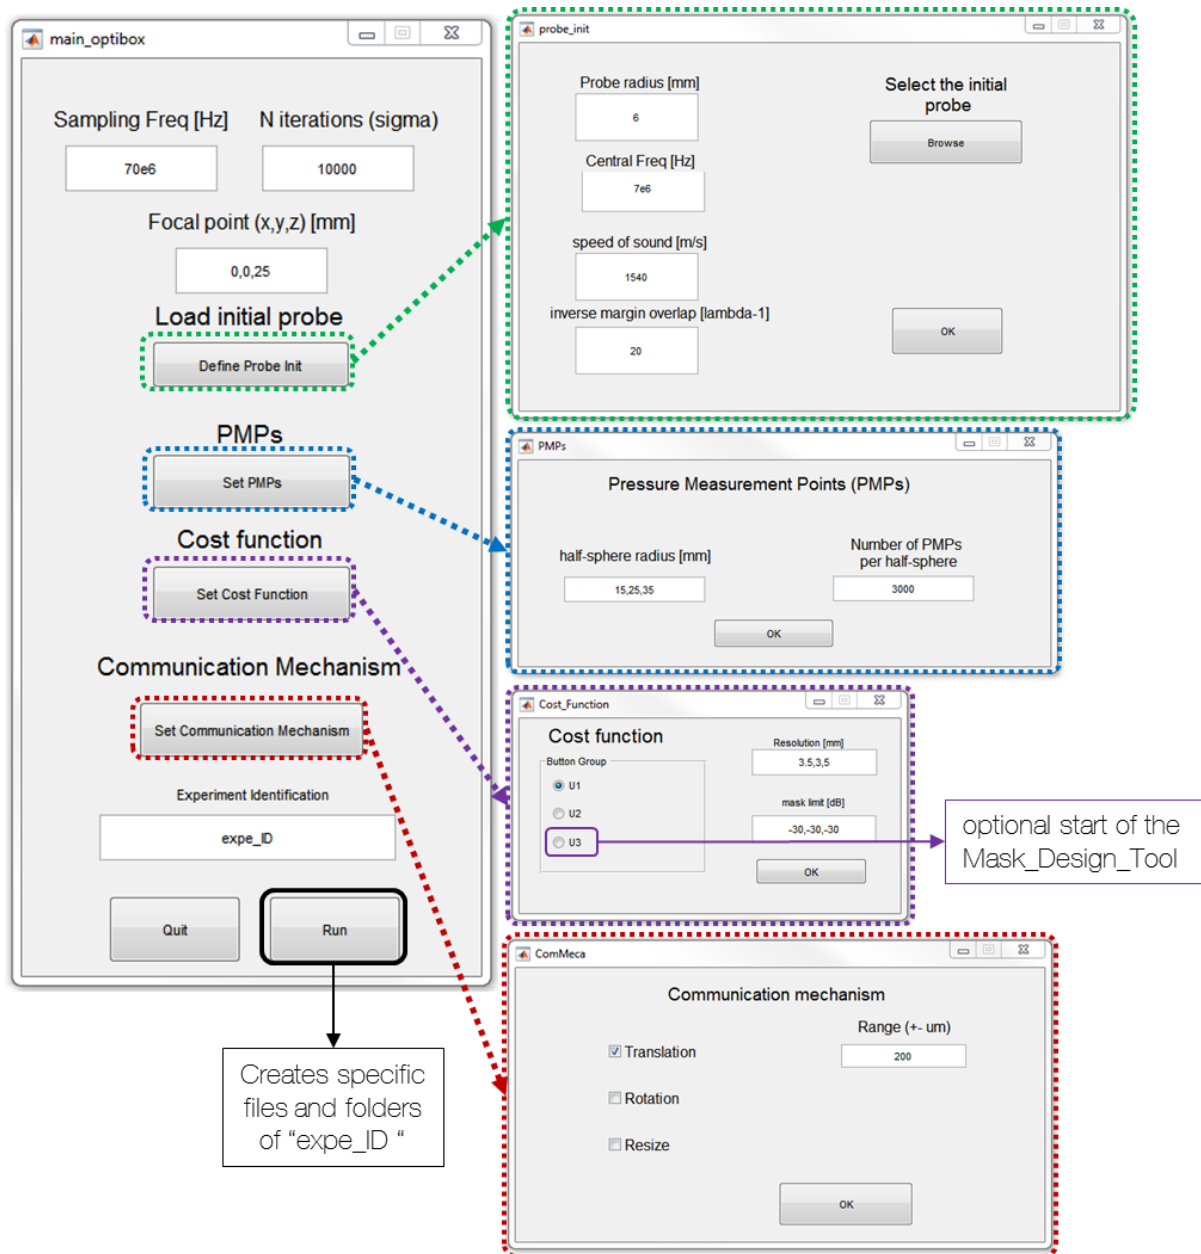 main_optibox
Sampling Freq [Hz]
N iterations (sigma)
70e6
10000
Focal point (x,y,z) [mm]
0,0,25
Load initial probe
Define Probe Init
PMPs
Set PMPs
Cost function
Set Cost Function
Communication Mechanism
Set Communication Mechanism
Experiment Identification
expe_ID
Quit
Run
Creates specific
files and folders
of “expe_ID “
probe_init
Probe radius [mm]
6
Central Freq [Hz]
7e6
speed of sound [m/s]
1540
inverse margin overlap [lambda-1]
20
Select the initial
probe
Browse
OK
PMPs
Pressure Measurement Points (PMPs)
half-sphere radius [mm]
15,25,35
Number of PMPs
per half-sphere
3000
OK
Cost_Function
Cost function
Button Group
U1
U2
U3
Resolution [mm]
3.5,3,5
mask limit [dB]
-30,-30,-30
OK
optional start of the
Mask_Design_Tool
ComMeca
Communication mechanism
Translation
Rotation
Resize
Range (+- um)
200
OK